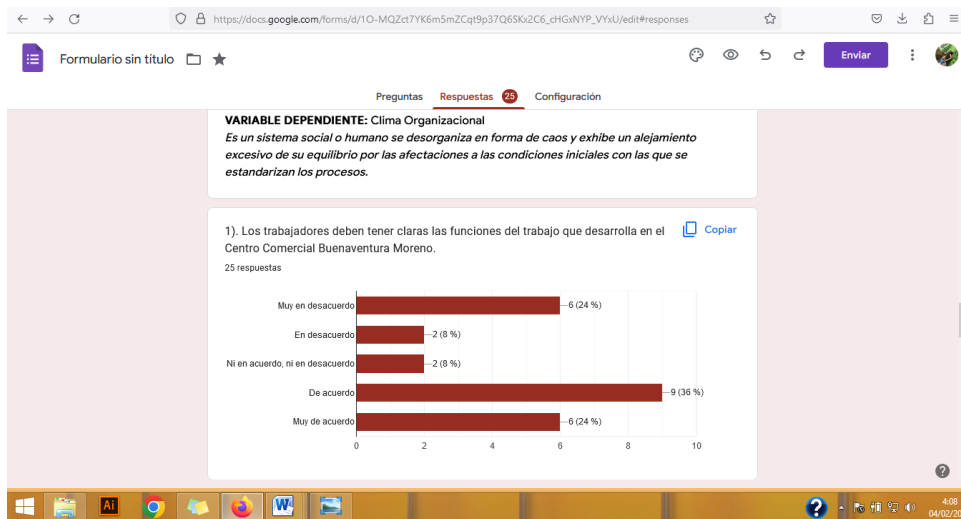 https://docs.google.com/forms/d/1O-MQZct7YK6m5mZCqt9p37Q6SKx2C6_cHGxNYP_VYxU/edit#responses
Formulario sin título
Enviar
Preguntas Respuestas 25 Configuración
VARIABLE DEPENDIENTE: Clima Organizacional
Es un sistema social o humano se desorganiza en forma de caos y exhibe un alejamiento
excesivo de su equilibrio por las afectaciones a las condiciones iniciales con las que se
estandarizan los procesos.
1). Los trabajadores deben tener claras las funciones del trabajo que desarrolla en el
Centro Comercial Buenaventura Moreno.
Copiar
25 respuestas
Muy en desacuerdo 6 (24 %)
En desacuerdo 2 (8 %)
Ni en acuerdo, ni en desacuerdo 2 (8 %)
De acuerdo 9 (36 %)
Muy de acuerdo 6 (24 %)
0 2 4 6 8 10
Ai
W
4:08
04/02/20